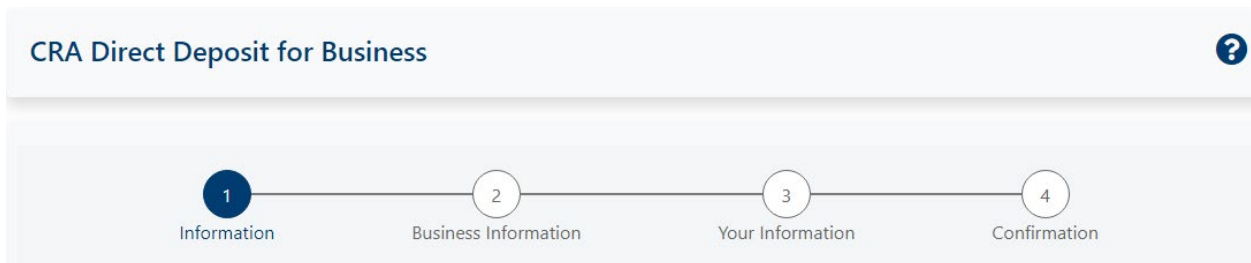 CRA Direct Deposit for Business ?
1 2 3 4
Information Business Information Your Information Confirmation